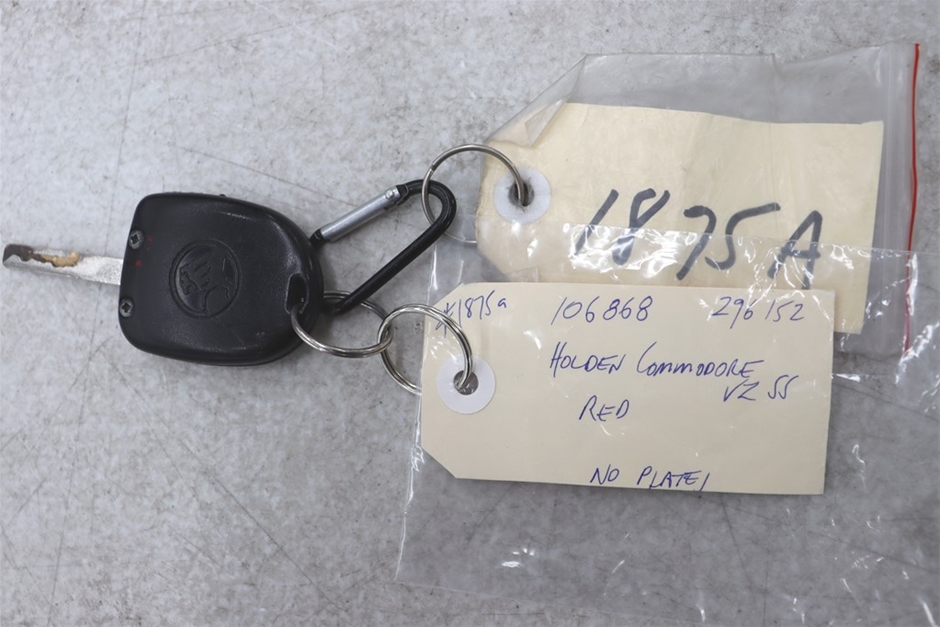 1875A
#1875a 106868 296152
HOLDEN COMMODORE
VZ SS
RED
NO PLATE/